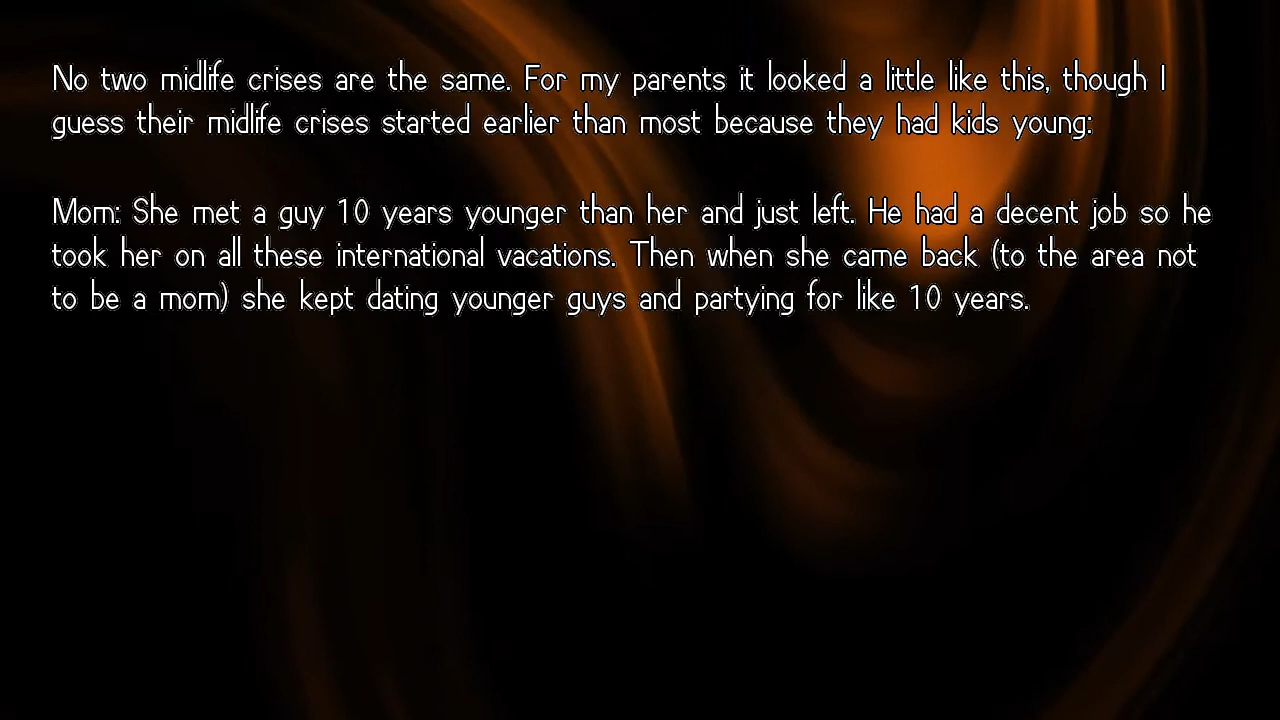 No two midlife crises are the same. For my parents it looked a little like this, though I
guess their midlife crises started earlier than most because they had kids young:
Mom: She met a guy 10 years younger than her and just left. He had a decent job so he
took her on all these international vacations. Then when she came back (to the area not
to be a mom) she kept dating younger guys and partying for like 10 years.